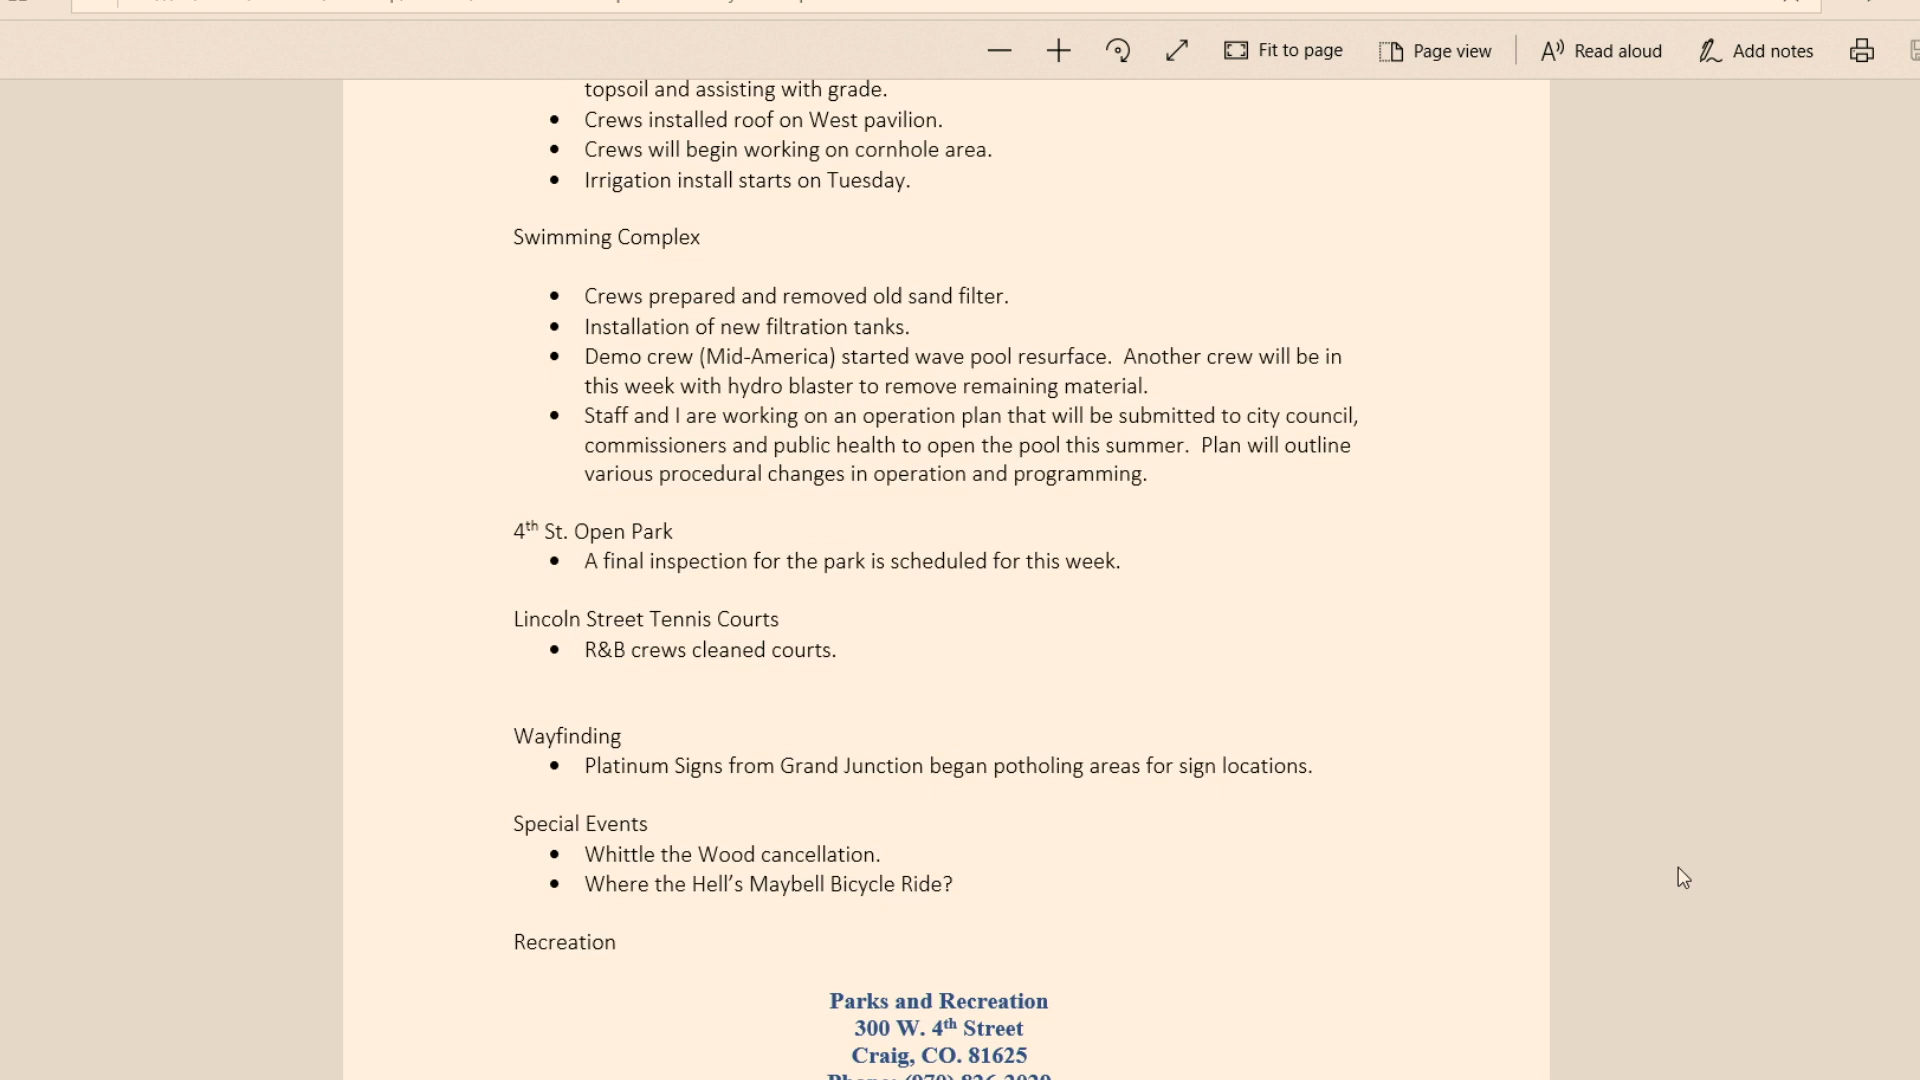 Fit to page
Page view
Read aloud
Add notes
topsoil and assisting with grade.
• Crews installed roof on West pavilion.
• Crews will begin working on cornhole area.
• Irrigation install starts on Tuesday.
Swimming Complex
• Crews prepared and removed old sand filter.
• Installation of new filtration tanks.
• Demo crew (Mid-America) started wave pool resurface.  Another crew will be in
this week with hydro blaster to remove remaining material.
• Staff and I are working on an operation plan that will be submitted to city council,
commissioners and public health to open the pool this summer.  Plan will outline
various procedural changes in operation and programming.
4th St. Open Park
• A final inspection for the park is scheduled for this week.
Lincoln Street Tennis Courts
• R&B crews cleaned courts.
Wayfinding
• Platinum Signs from Grand Junction began potholing areas for sign locations.
Special Events
• Whittle the Wood cancellation.
• Where the Hell’s Maybell Bicycle Ride?
Recreation
Parks and Recreation
300 W. 4th Street
Craig, CO. 81625